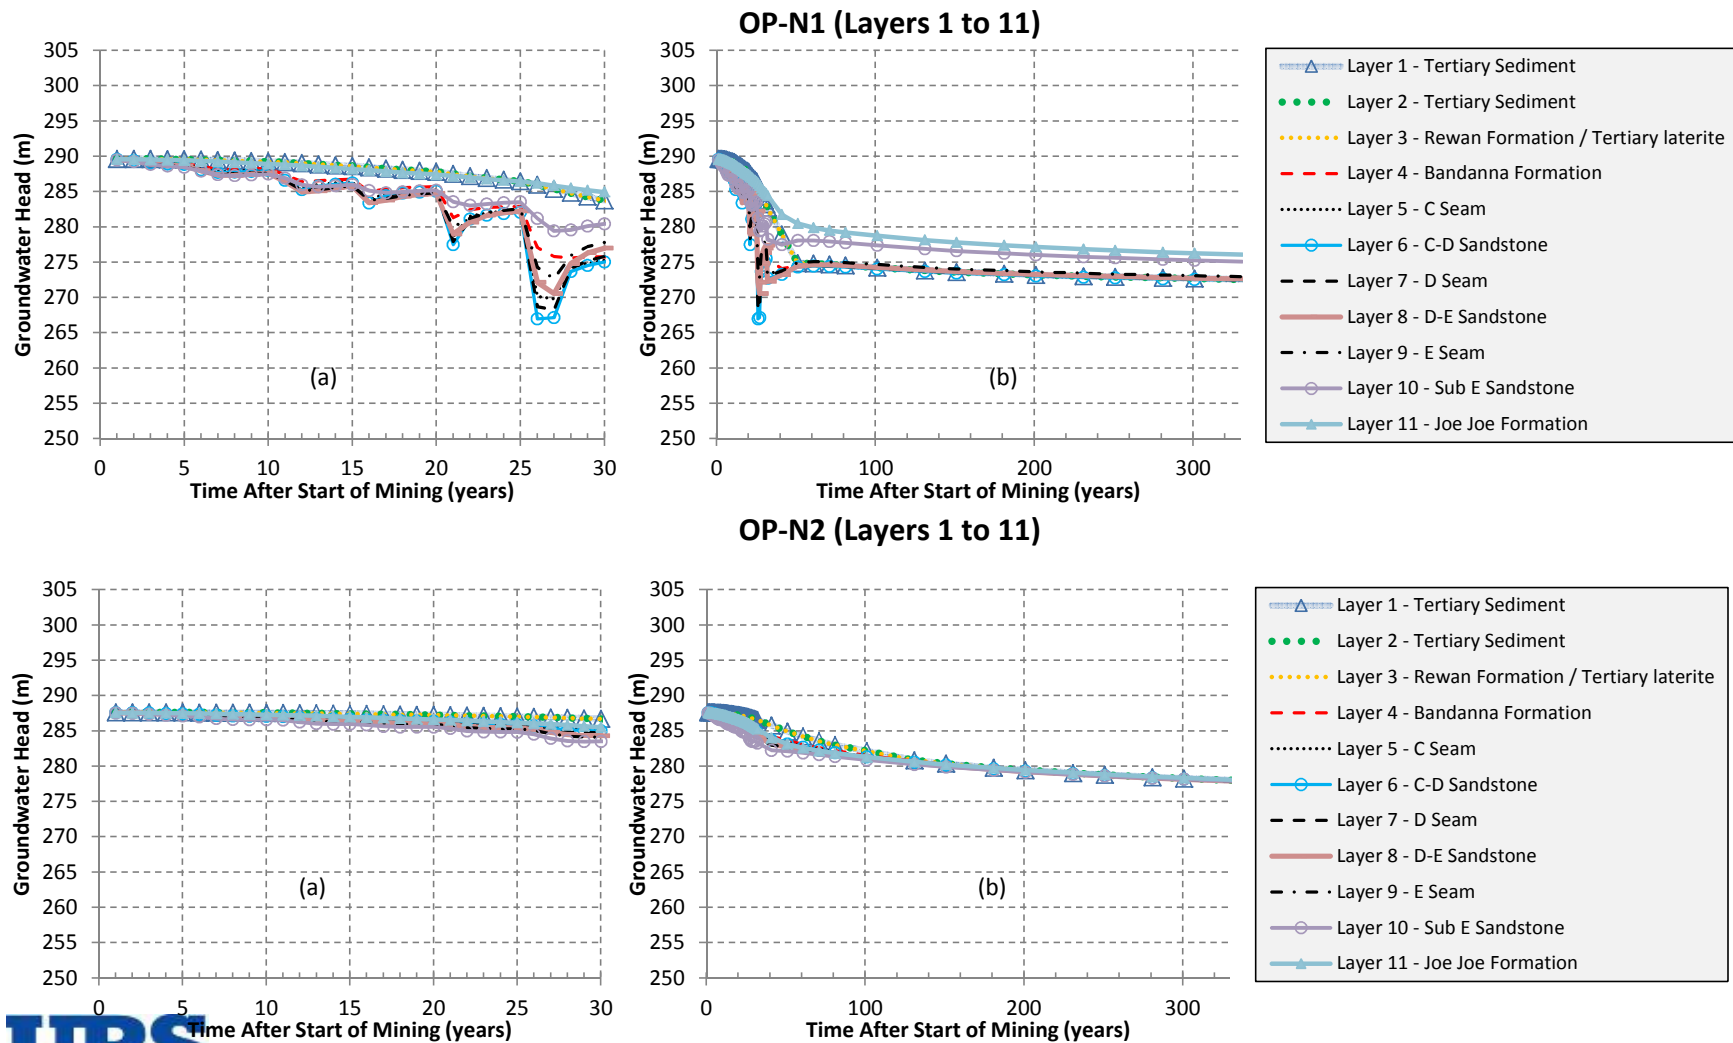 OP-N1 (Layers 1 to 11)
Groundwater Head (m)
305
300
295
290
285
280
275
270
265
260
255
250
(a)
0 5 10 15 20 25 30
Time After Start of Mining (years)
Groundwater Head (m)
305
300
295
290
285
280
275
270
265
260
255
250
(b)
0 100 200 300
Time After Start of Mining (years)
Layer 1 - Tertiary Sediment
Layer 2 - Tertiary Sediment
Layer 3 - Rewan Formation / Tertiary laterite
Layer 4 - Bandanna Formation
Layer 5 - C Seam
Layer 6 - C-D Sandstone
Layer 7 - D Seam
Layer 8 - D-E Sandstone
Layer 9 - E Seam
Layer 10 - Sub E Sandstone
Layer 11 - Joe Joe Formation
OP-N2 (Layers 1 to 11)
Groundwater Head (m)
305
300
295
290
285
280
275
270
265
260
255
250
(a)
0 5 10 15 20 25 30
Time After Start of Mining (years)
Groundwater Head (m)
305
300
295
290
285
280
275
270
265
260
255
250
(b)
0 100 200 300
Time After Start of Mining (years)
Layer 1 - Tertiary Sediment
Layer 2 - Tertiary Sediment
Layer 3 - Rewan Formation / Tertiary laterite
Layer 4 - Bandanna Formation
Layer 5 - C Seam
Layer 6 - C-D Sandstone
Layer 7 - D Seam
Layer 8 - D-E Sandstone
Layer 9 - E Seam
Layer 10 - Sub E Sandstone
Layer 11 - Joe Joe Formation
URS